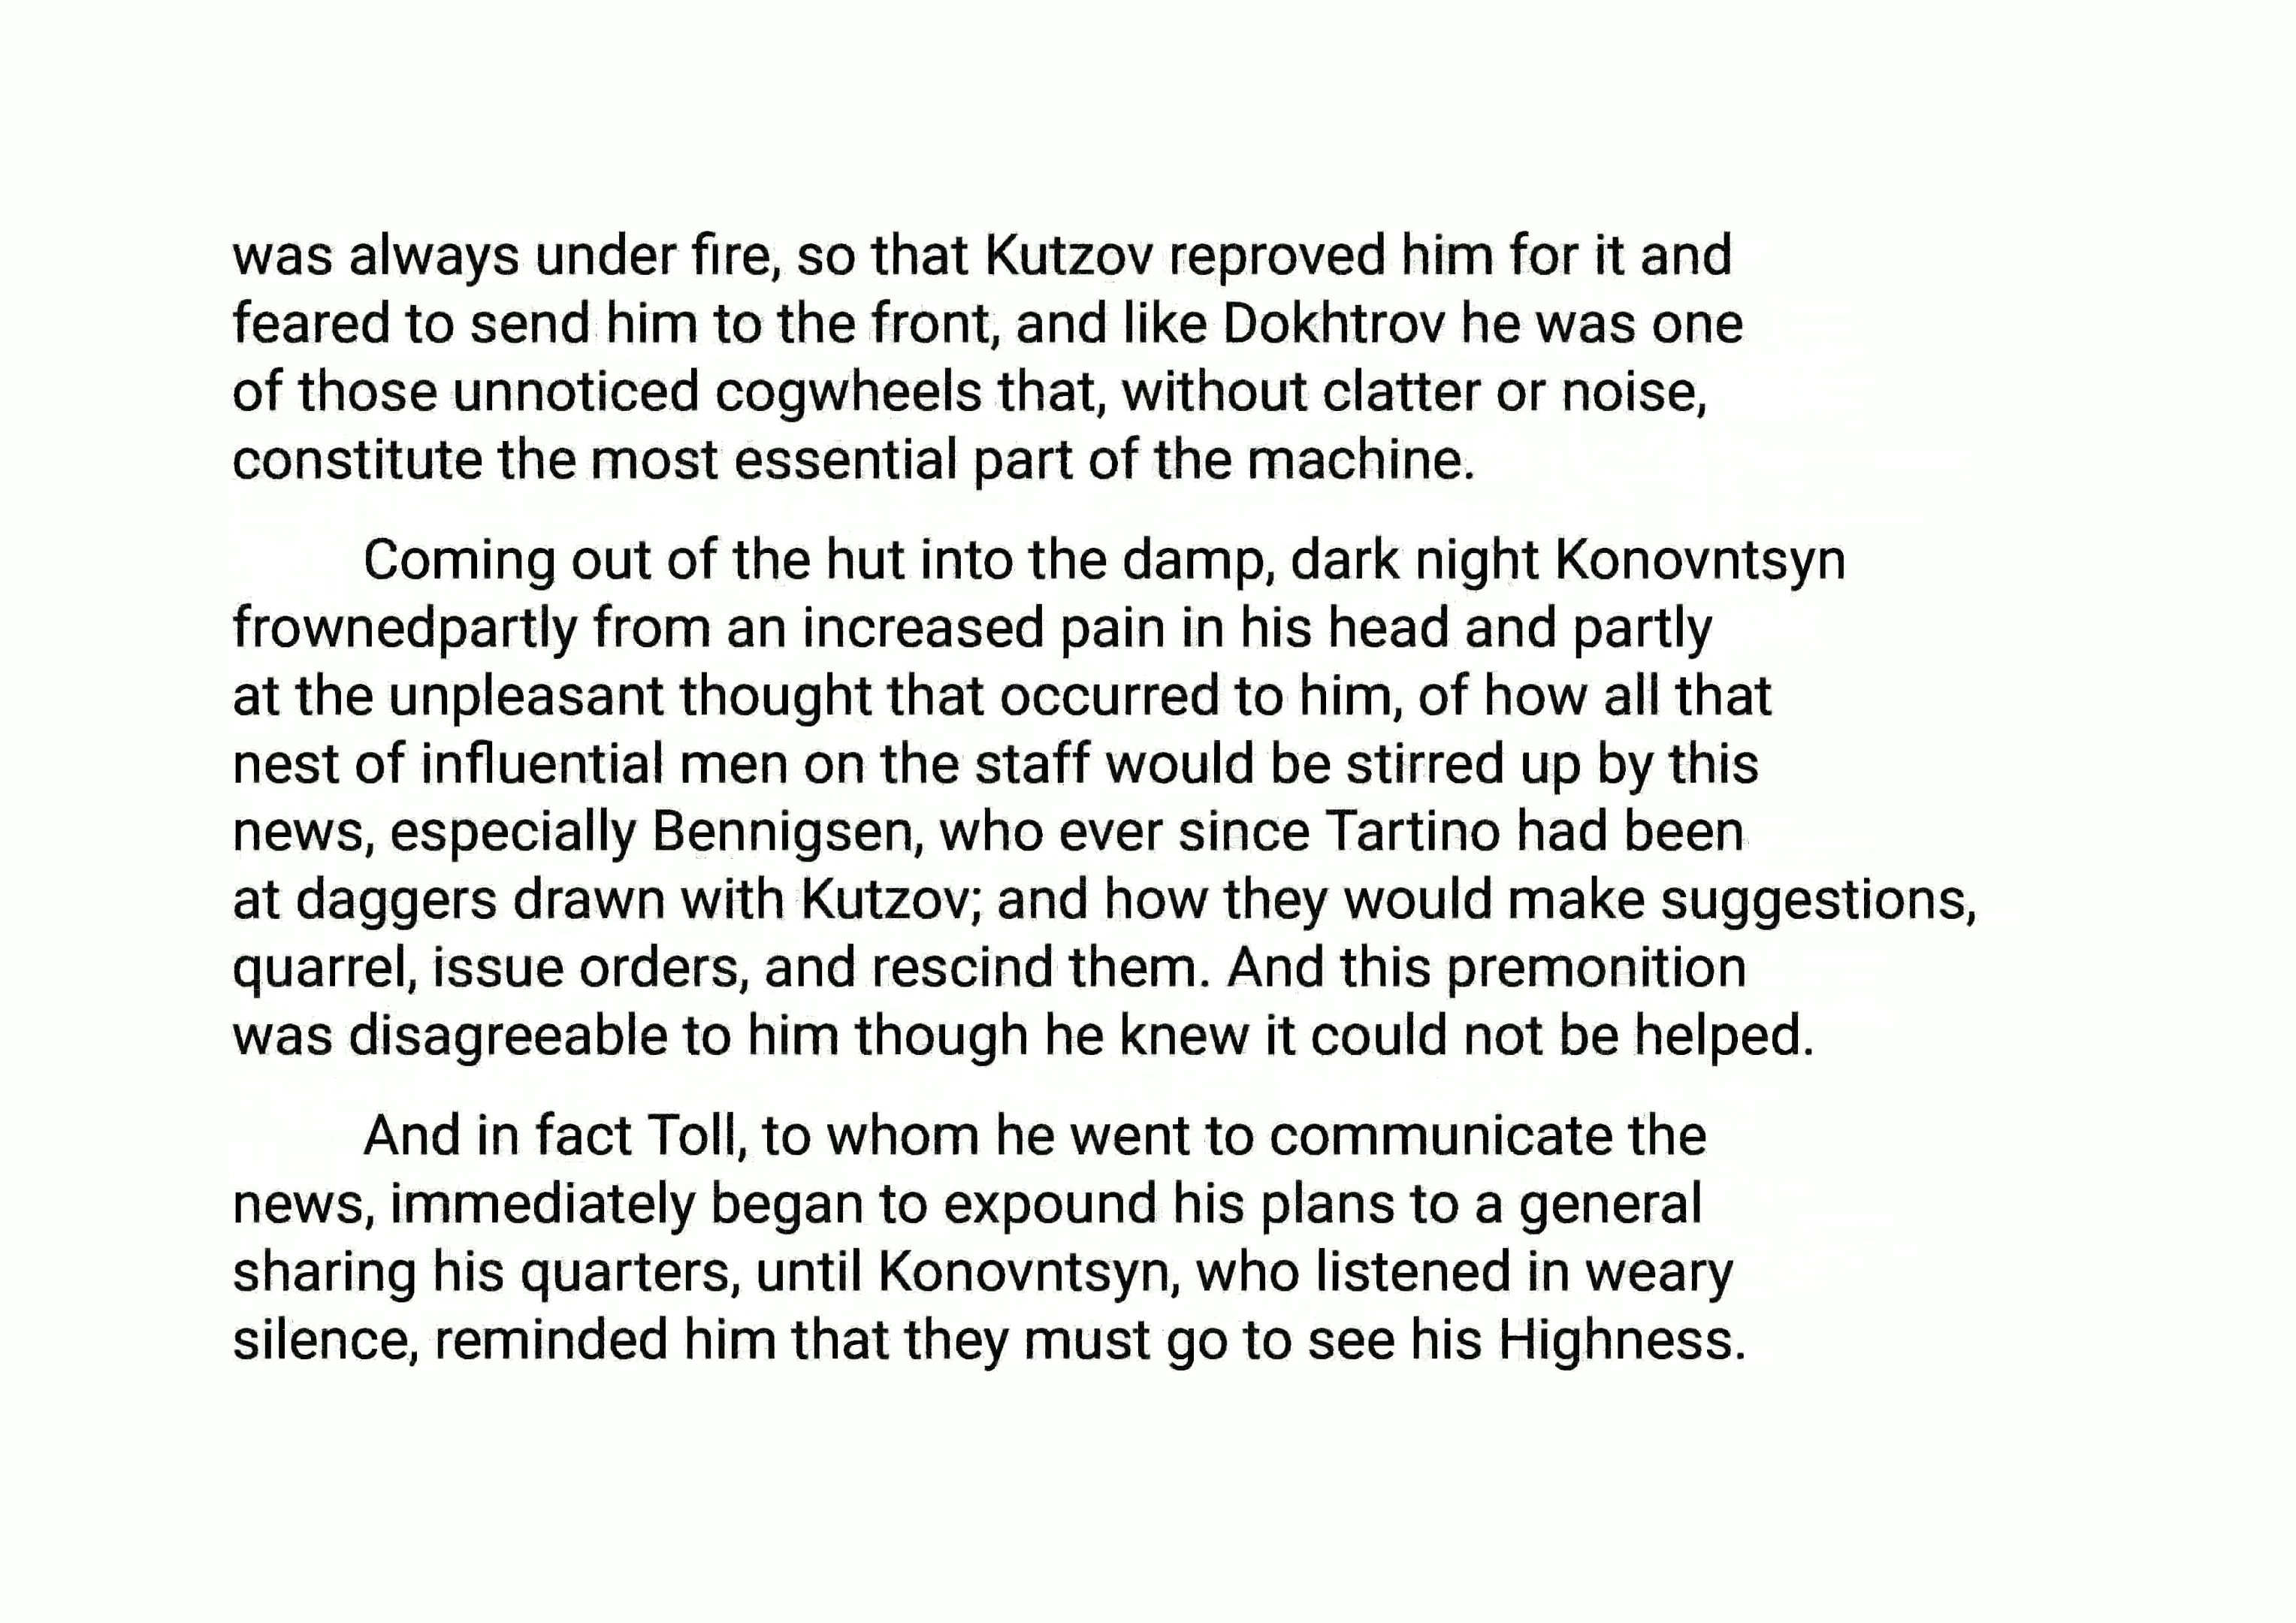 was always under fire, so that Kutzov reproved him for it and
feared to send him to the front, and like Dokhtrov he was one
of those unnoticed cogwheels that, without clatter or noise,
constitute the most essential part of the machine.
Coming out of the hut into the damp, dark night Konovntsyn
frownedpartly from an increased pain in his head and partly
at the unpleasant thought that occurred to him, of how all that
nest of influential men on the staff would be stirred up by this
news, especially Bennigsen, who ever since Tartino had been
at daggers drawn with Kutzov; and how they would make suggestions,
quarrel, issue orders, and rescind them. And this premonition
was disagreeable to him though he knew it could not be helped.
And in fact Toll, to whom he went to communicate the
news, immediately began to expound his plans to a general
sharing his quarters, until Konovntsyn, who listened in weary
silence, reminded him that they must go to see his Highness.